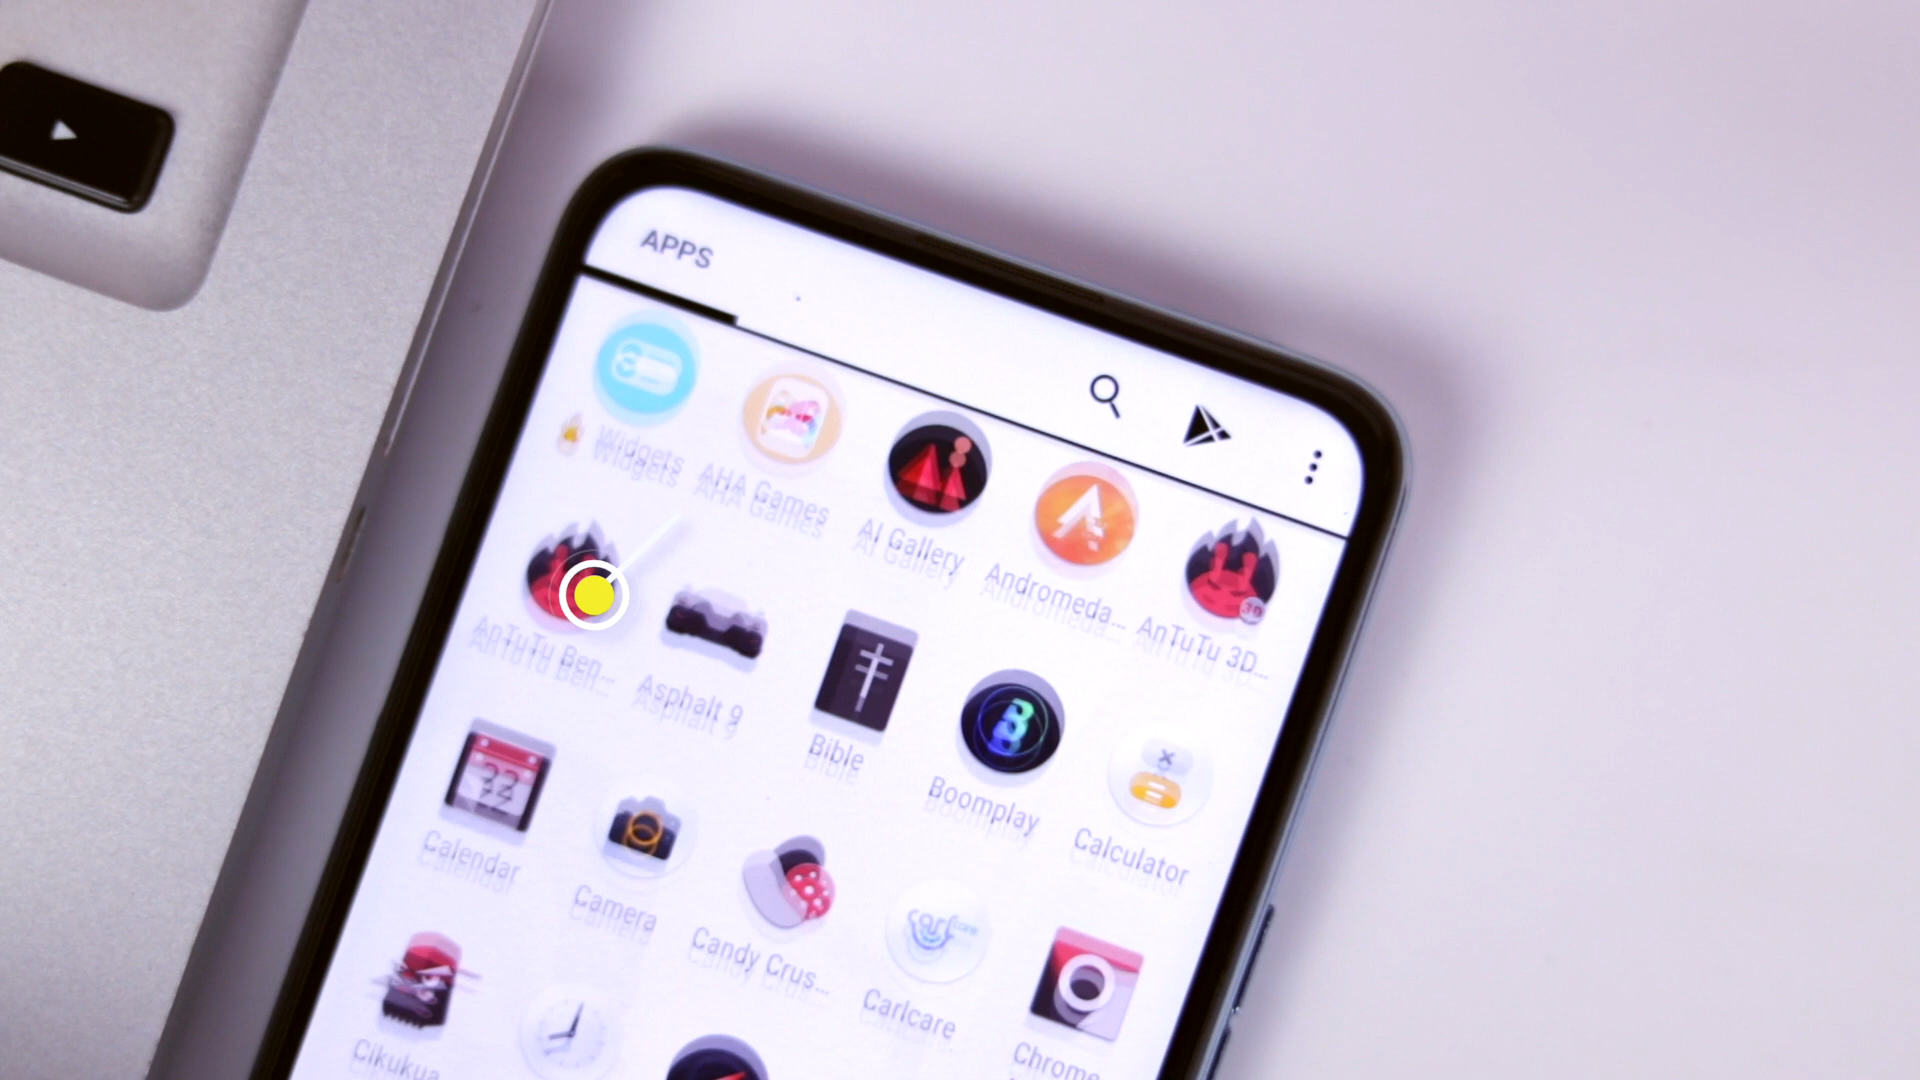 APPS
Widgets
AHA Games
AI Gallery
Andromeda...
AnTuTu 3D...
AnTuTu Ben...
Asphalt 9
Bible
Boomplay
Calculator
Calendar
Camera
Candy Crus...
Carlcare
Chrome
Cikukua